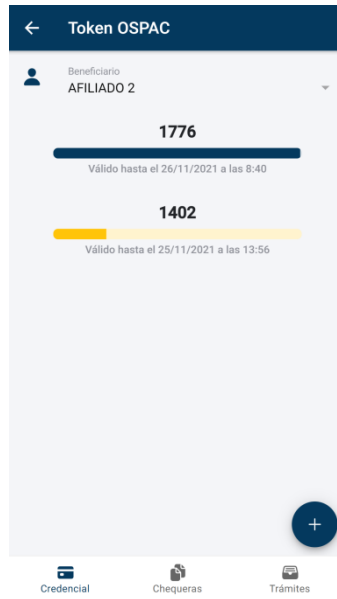 Token OSPAC
Beneficiario
AFILIADO 2
1776
Válido hasta el 26/11/2021 a las 8:40
1402
Válido hasta el 25/11/2021 a las 13:56
+
Credencial Chequeras Trámites